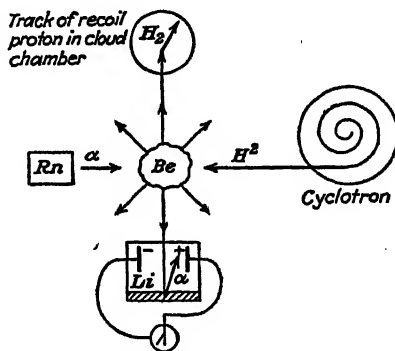 Track of recoil
proton in cloud
chamber
H₂
Rn
α
Be
H²
Cyclotron
− +
Li
α